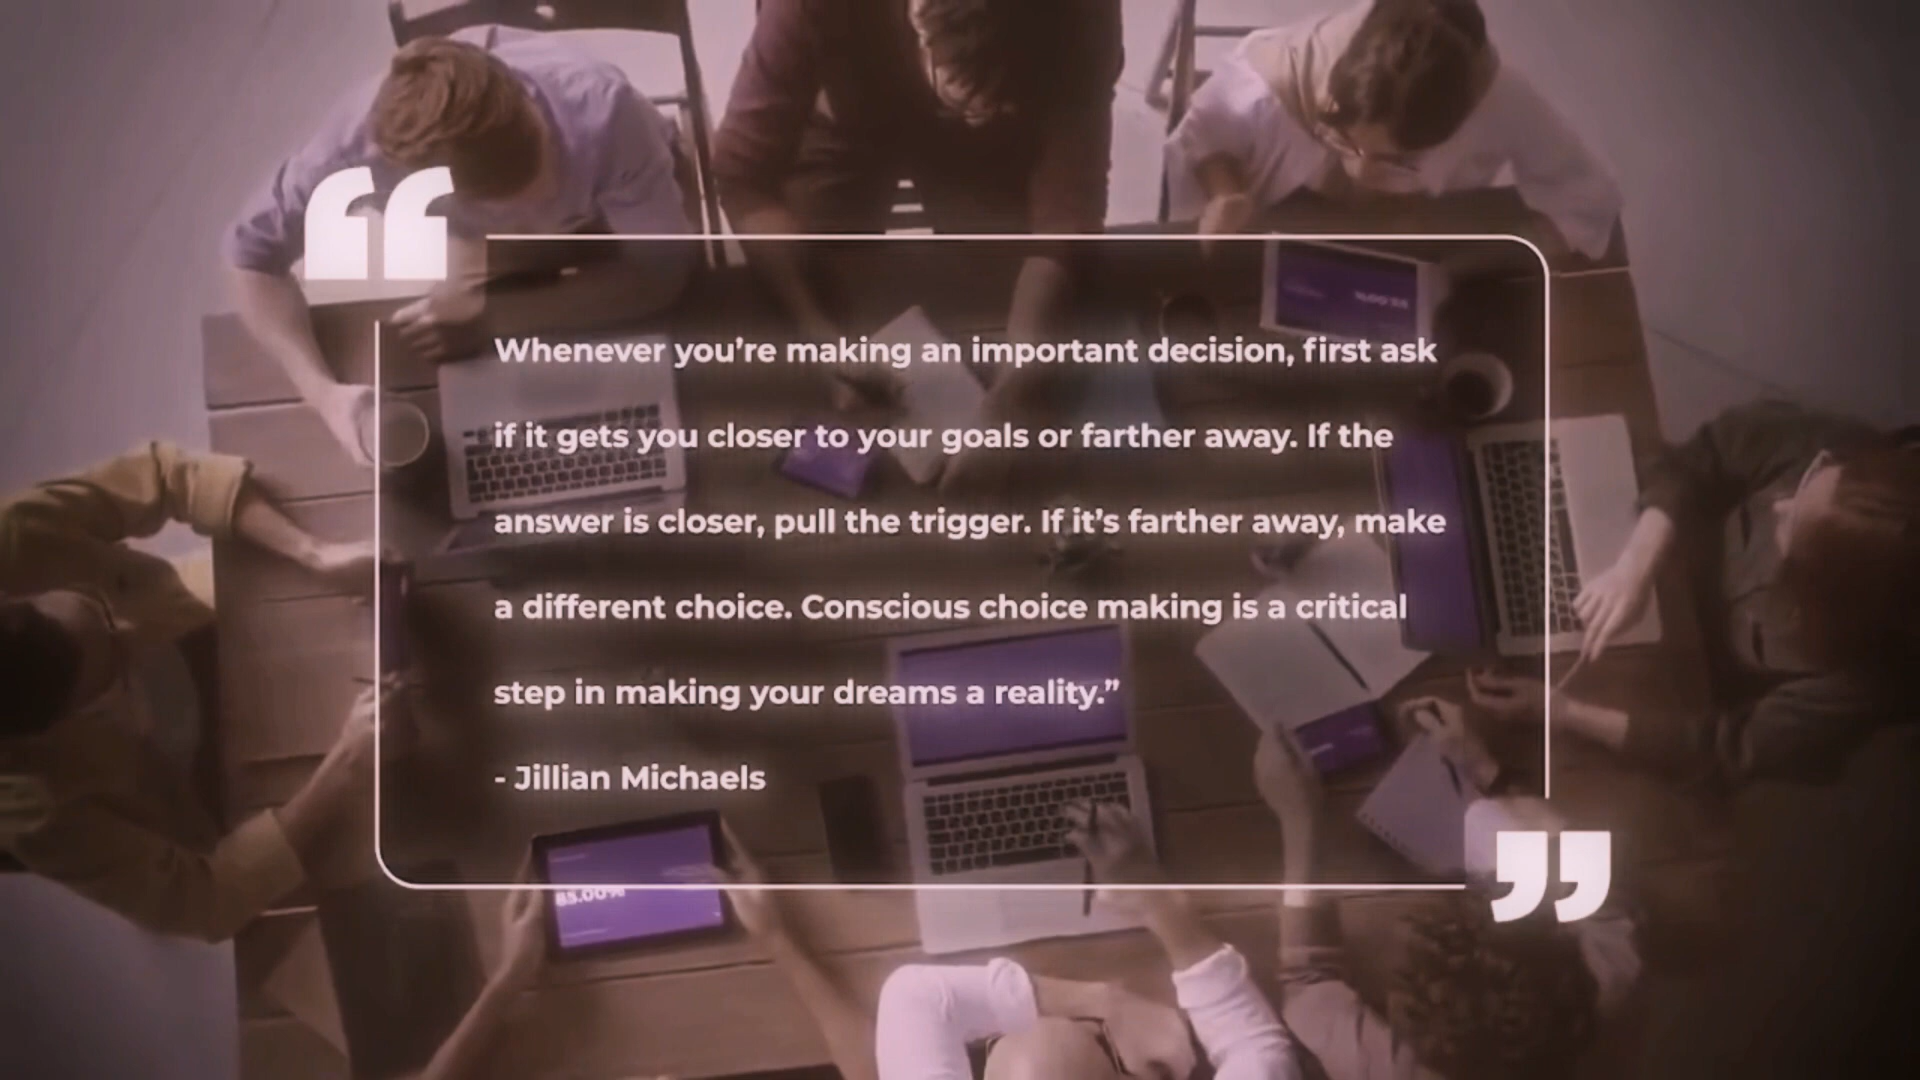 Whenever you’re making an important decision, first ask
if it gets you closer to your goals or farther away. If the
answer is closer, pull the trigger. If it’s farther away, make
a different choice. Conscious choice making is a critical
step in making your dreams a reality.”
- Jillian Michaels
85.00%